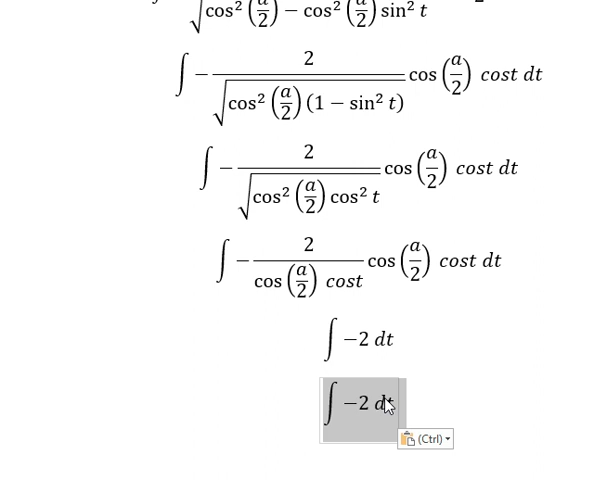 √cos² (a/2) − cos² (a/2) sin² t
∫ − 2/√(cos² (a/2) (1 − sin² t)) cos (a/2) cost dt
∫ − 2/√(cos² (a/2) cos² t) cos (a/2) cost dt
∫ − 2/(cos (a/2) cost) cos (a/2) cost dt
∫ −2 dt
∫ −2 dt
(Ctrl)